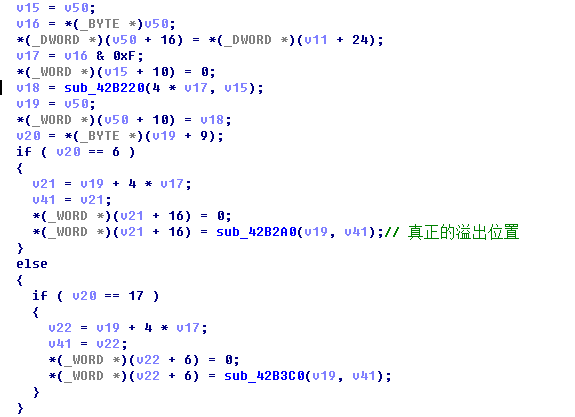 v15 = v50;
v16 = *(_BYTE *)v50;
*(_DWORD *)(v50 + 16) = *(_DWORD *)(v11 + 24);
v17 = v16 & 0xF;
*(_WORD *)(v15 + 10) = 0;
v18 = sub_42B220(4 * v17, v15);
v19 = v50;
*(_WORD *)(v50 + 10) = v18;
v20 = *(_BYTE *)(v19 + 9);
if ( v20 == 6 )
{
v21 = v19 + 4 * v17;
v41 = v21;
*(_WORD *)(v21 + 16) = 0;
*(_WORD *)(v21 + 16) = sub_42B2A0(v19, v41);// 真正的溢出位置
}
else
{
if ( v20 == 17 )
{
v22 = v19 + 4 * v17;
v41 = v22;
*(_WORD *)(v22 + 6) = 0;
*(_WORD *)(v22 + 6) = sub_42B3C0(v19, v41);
}
}